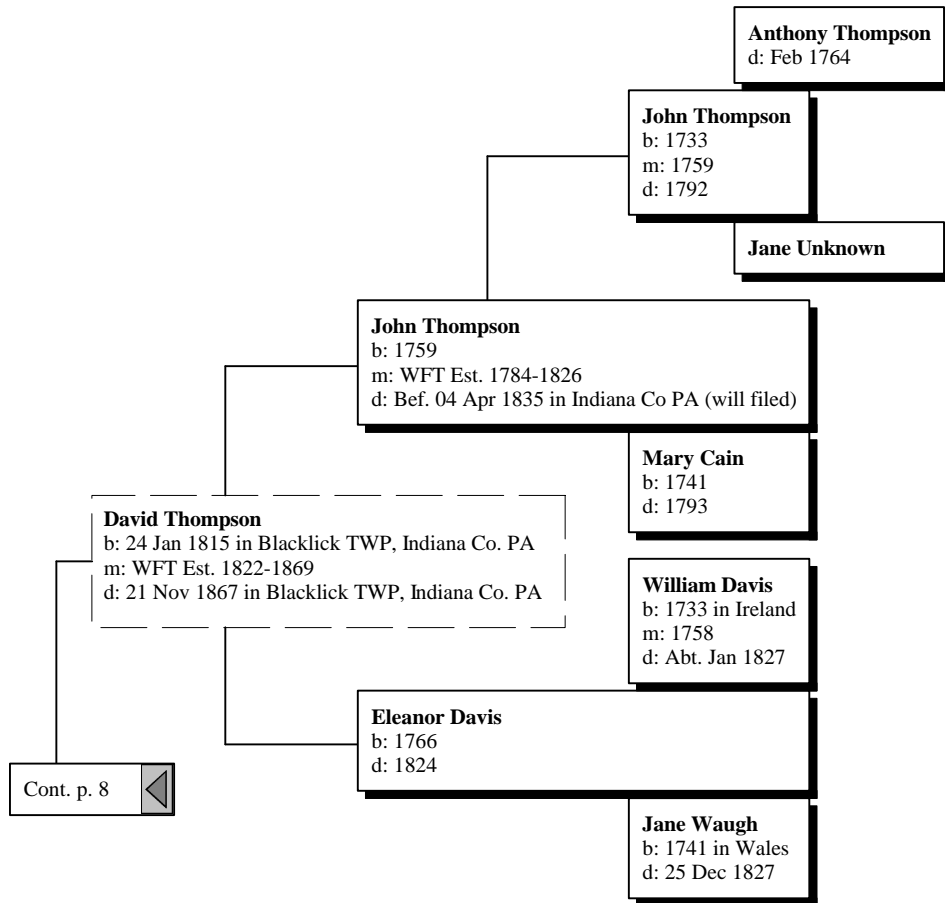 Anthony Thompson
d: Feb 1764
John Thompson
b: 1733
m: 1759
d: 1792
Jane Unknown
John Thompson
b: 1759
m: WFT Est. 1784-1826
d: Bef. 04 Apr 1835 in Indiana Co PA (will filed)
Mary Cain
b: 1741
d: 1793
David Thompson
b: 24 Jan 1815 in Blacklick TWP, Indiana Co. PA
m: WFT Est. 1822-1869
d: 21 Nov 1867 in Blacklick TWP, Indiana Co. PA
William Davis
b: 1733 in Ireland
m: 1758
d: Abt. Jan 1827
Eleanor Davis
b: 1766
d: 1824
Cont. p. 8
Jane Waugh
b: 1741 in Wales
d: 25 Dec 1827